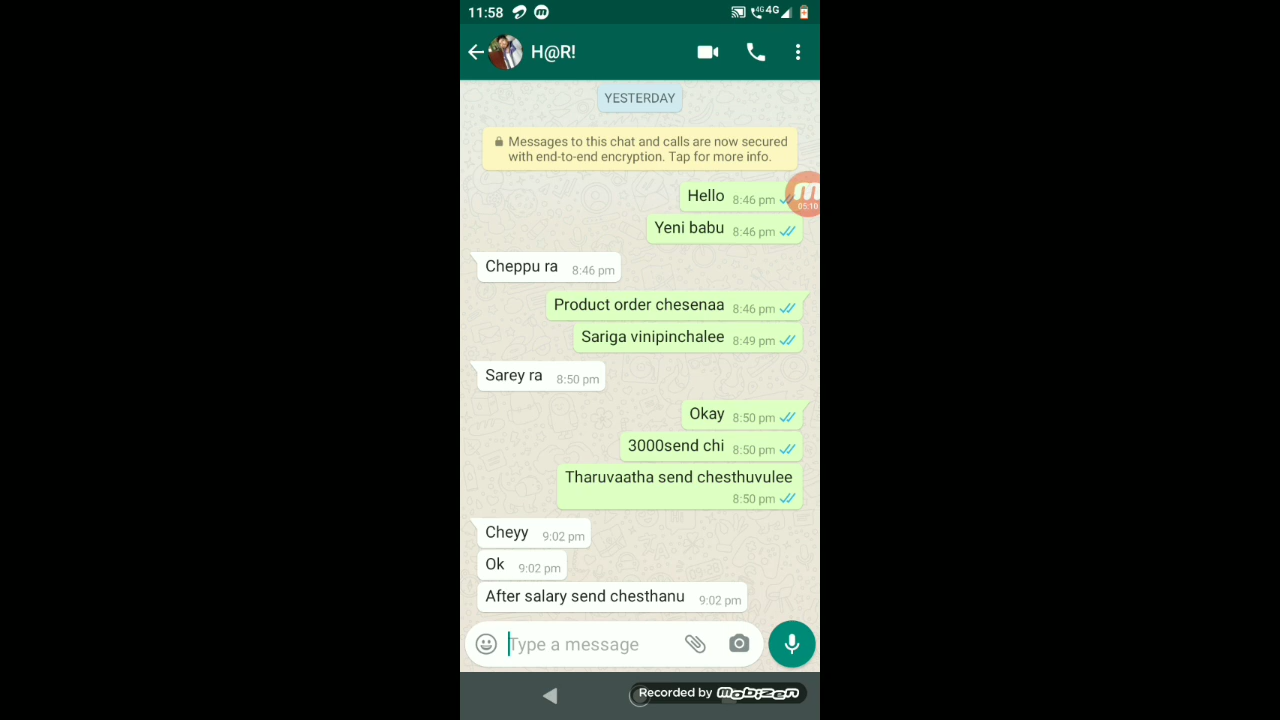 11:58
4G 4G
H@R!
YESTERDAY
Messages to this chat and calls are now secured
with end-to-end encryption. Tap for more info.
Hello 8:46 pm
05:10
Yeni babu 8:46 pm
Cheppu ra 8:46 pm
Product order chesenaa 8:46 pm
Sariga vinipinchalee 8:49 pm
Sarey ra 8:50 pm
Okay 8:50 pm
3000send chi 8:50 pm
Tharuvaatha send chesthuvulee
8:50 pm
Cheyy 9:02 pm
Ok 9:02 pm
After salary send chesthanu 9:02 pm
Type a message
Recorded by mobizen